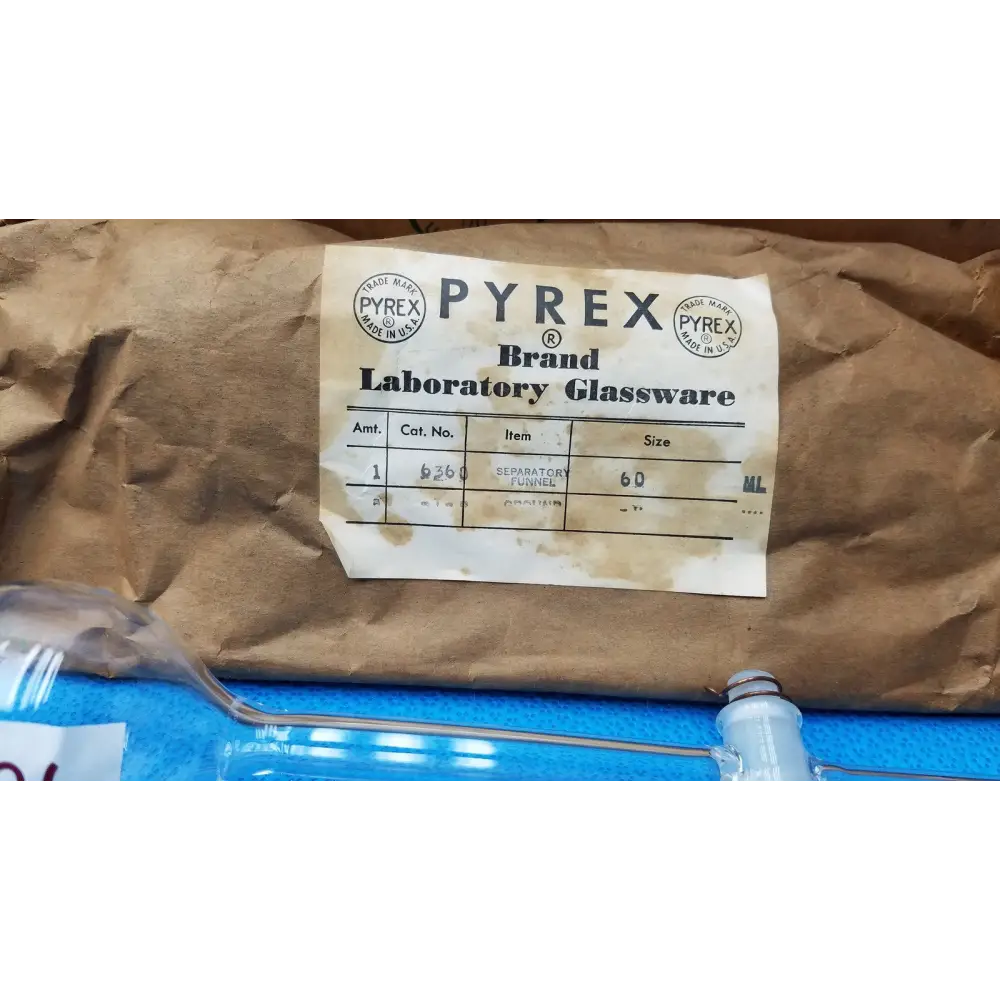 TRADE MARK
PYREX
®
MADE IN U.S.A.
PYREX
®
TRADE MARK
PYREX
®
MADE IN U.S.A.
Brand
Laboratory Glassware
Amt. Cat. No. Item Size
1 6360 SEPARATORY FUNNEL 60 ML